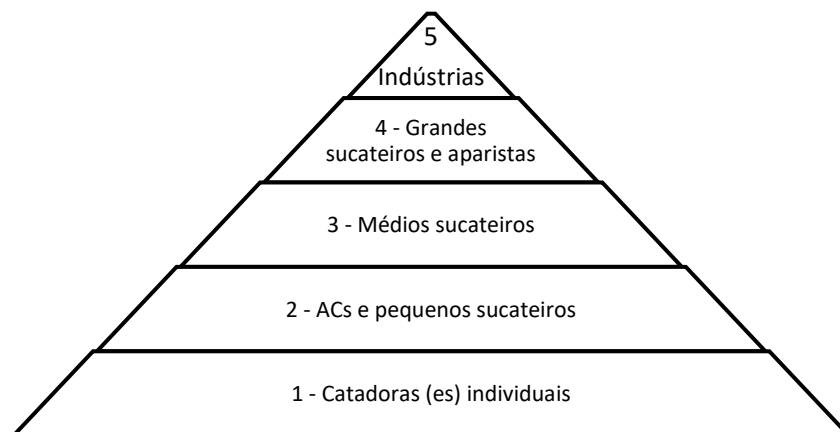 5
Indústrias
4 - Grandes
sucateiros e aparistas
3 - Médios sucateiros
2 - ACs e pequenos sucateiros
1 - Catadoras (es) individuais